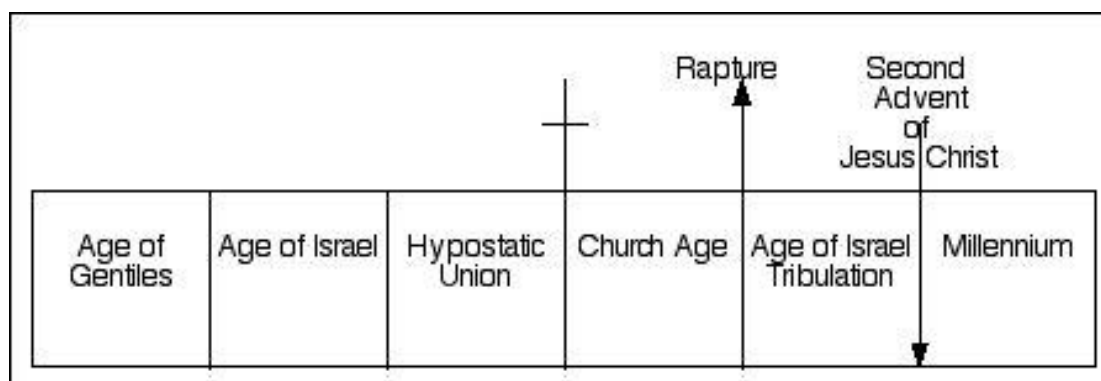 Rapture
Second
Advent
of
Jesus Christ
Age of
Gentiles
Age of Israel
Hypostatic
Union
Church Age
Age of Israel
Tribulation
Millennium